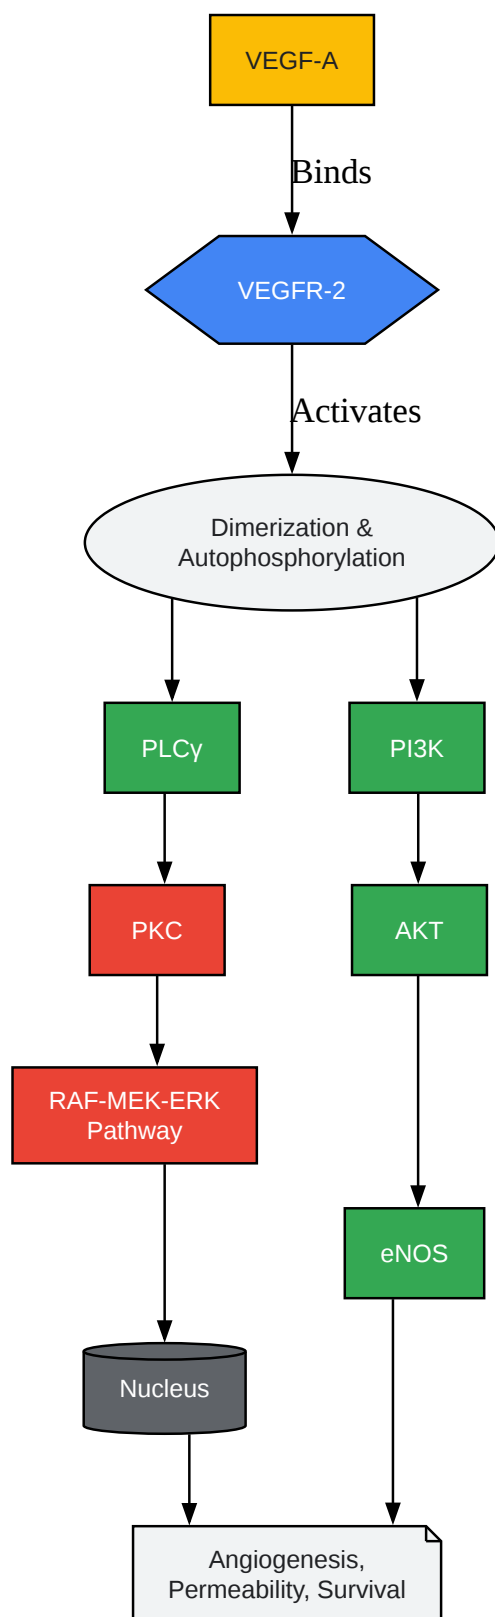 VEGF-A
Binds
VEGFR-2
Activates
Dimerization &
Autophosphorylation
PLCγ
PI3K
PKC
AKT
RAF-MEK-ERK
Pathway
eNOS
Nucleus
Angiogenesis,
Permeability, Survival